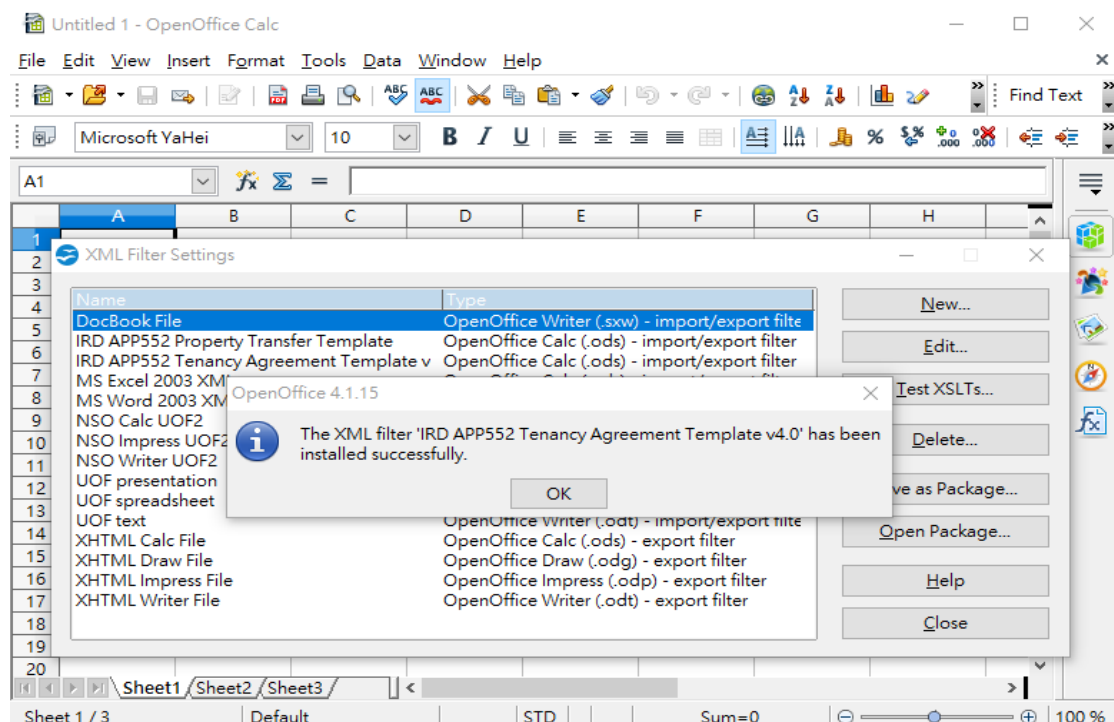 Untitled 1 - OpenOffice Calc
File Edit View Insert Format Tools Data Window Help
ABC ABC Find Text
Microsoft YaHei 10 B I U
A1
A B C D E F G H
1
XML Filter Settings
2
3
Name Type New...
4
DocBook File OpenOffice Writer (.sxw) - import/export filte
5
IRD APP552 Property Transfer Template OpenOffice Calc (.ods) - import/export filter Edit...
6
IRD APP552 Tenancy Agreement Template v OpenOffice Calc (.ods) - import/export filter
7
MS Excel 2003 XM
Test XSLTs...
8
MS Word 2003 XM
OpenOffice 4.1.15
9
NSO Calc UOF2
The XML filter 'IRD APP552 Tenancy Agreement Template v4.0' has been
installed successfully.
Delete...
10
NSO Impress UOF2
11
NSO Writer UOF2
12
UOF presentation
OK
ve as Package...
UOF spreadsheet
13
UOF text OpenOffice Writer (.odt) - import/export filte
14
XHTML Calc File OpenOffice Calc (.ods) - export filter Open Package...
15
XHTML Draw File OpenOffice Draw (.odg) - export filter
16
XHTML Impress File OpenOffice Impress (.odp) - export filter Help
17
XHTML Writer File OpenOffice Writer (.odt) - export filter
18
Close
19
20
Sheet1 Sheet2 Sheet3
Sheet 1 / 3 Default STD Sum=0 100 %